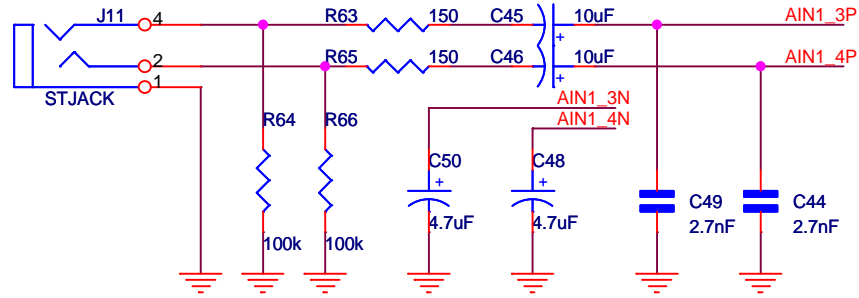 J11 4 R63 150 C45 10uF AIN1_3P
2 R65 150 C46 10uF AIN1_4P
1
STJACK
AIN1_3N
R64 R66 AIN1_4N
C50 C48
4.7uF 4.7uF
C49 C44
2.7nF 2.7nF
100k 100k
+
+
+
+